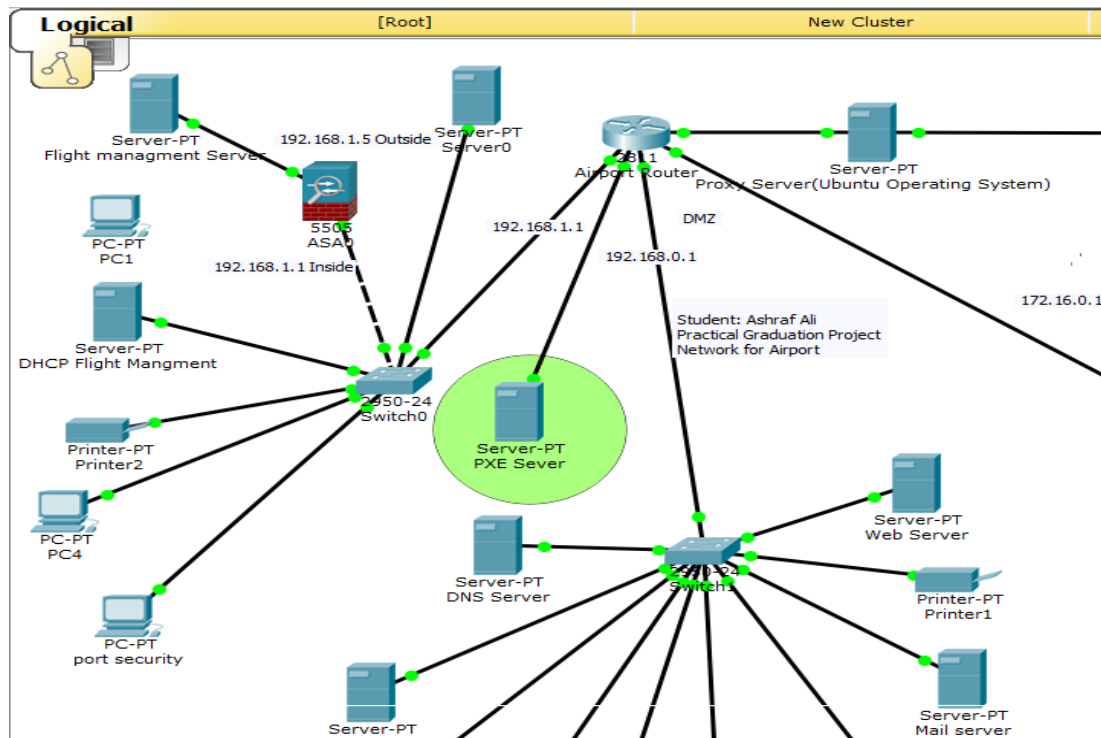 Logical
[Root]
New Cluster
Server-PT
Flight managment Server
192.168.1.5 Outside
Server-PT
Server0
2811
Airport Router
Server-PT
Proxy Server(Ubuntu Operating System)
PC-PT
PC1
5505
ASA0
192.168.1.1 Inside
192.168.1.1
DMZ
192.168.0.1
172.16.0.1
Student: Ashraf Ali
Practical Graduation Project
Network for Airport
Server-PT
DHCP Flight Mangment
2950-24
Switch0
Printer-PT
Printer2
Server-PT
PXE Sever
PC-PT
PC4
Server-PT
Web Server
Server-PT
DNS Server
2950-24
Switch1
Printer-PT
Printer1
PC-PT
port security
Server-PT
Server-PT
Mail server